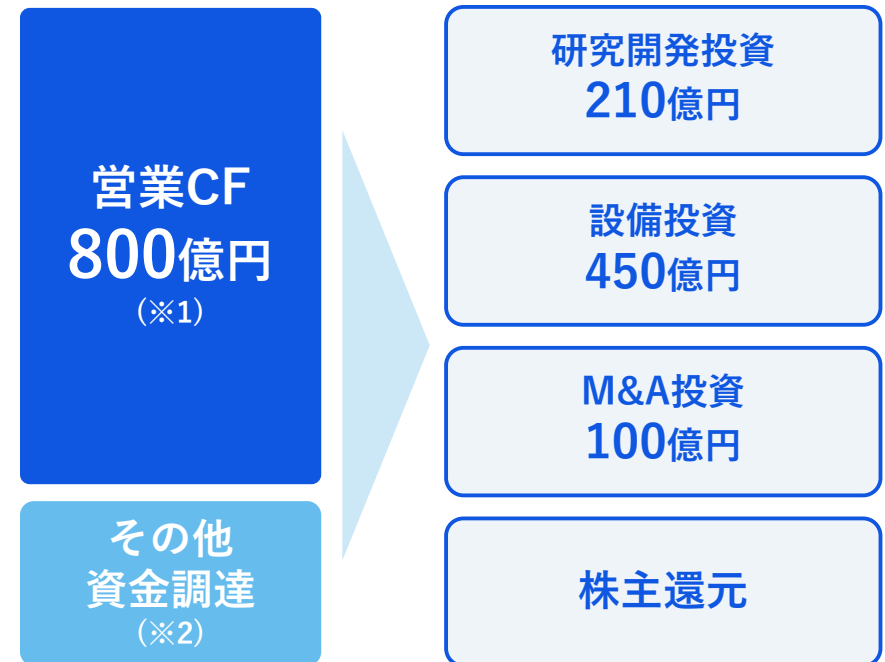 営業CF
800億円
(※1)
その他
資金調達
(※2)
研究開発投資
210億円
設備投資
450億円
M&A投資
100億円
株主還元